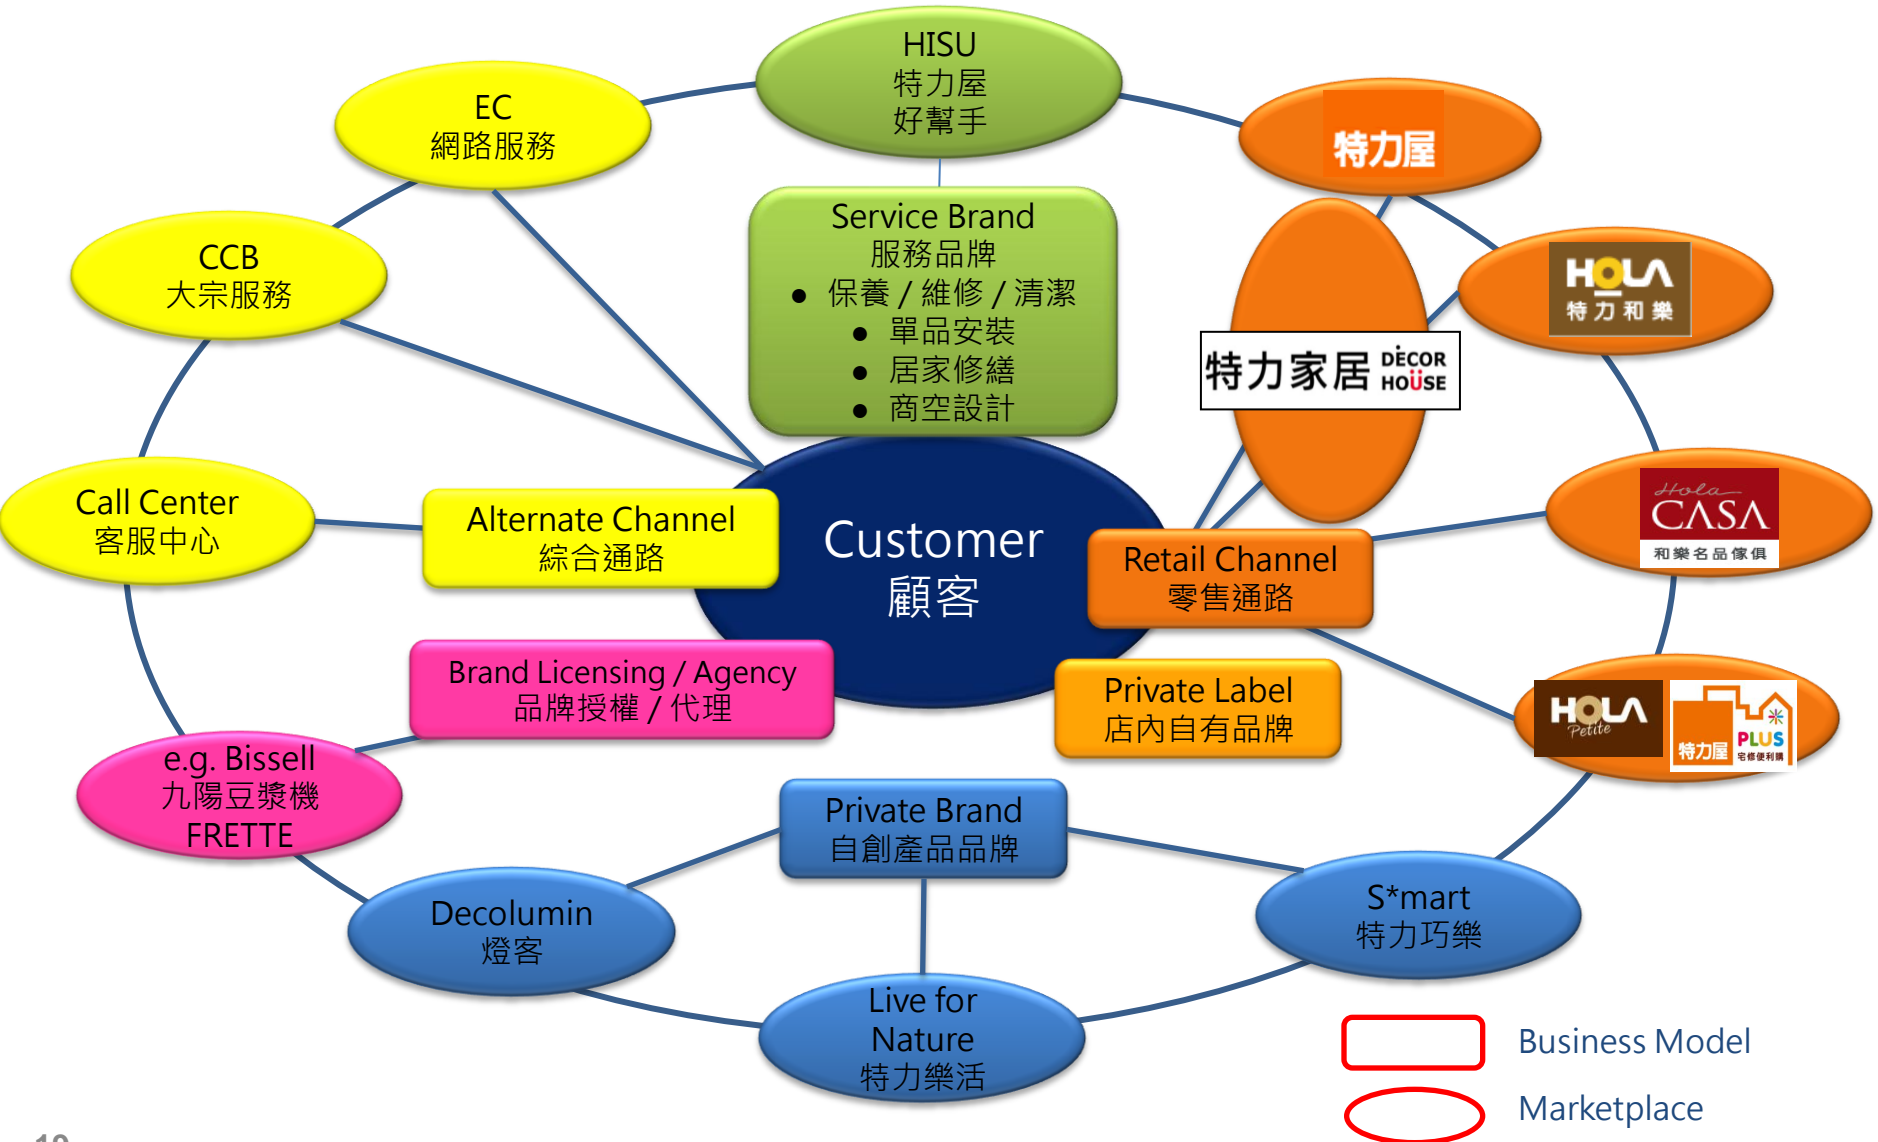 HISU
特力屋
好幫手
EC
網路服務
特力屋
CCB
大宗服務
Service Brand
服務品牌
● 保養 / 維修 / 清潔
● 單品安裝
● 居家修繕
● 商空設計
HOLA
特力和樂
特力家居 DÉCOR
HOÜSE
Call Center
客服中心
Alternate Channel
綜合通路
Customer
顧客
Retail Channel
零售通路
Hola
CASA
和樂名品傢俱
Brand Licensing / Agency
品牌授權 / 代理
Private Label
店內自有品牌
HOLA
Petite
特力屋
PLUS
宅修便利購
e.g. Bissell
九陽豆漿機
FRETTE
Private Brand
自創產品品牌
Decolumin
燈客
S*mart
特力巧樂
Live for
Nature
特力樂活
Business Model
Marketplace